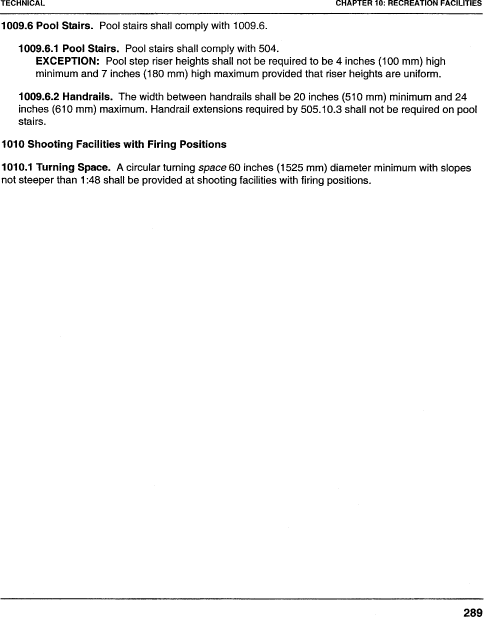 TECHNICAL CHAPTER 10: RECREATION FACILITIES
1009.6 Pool Stairs. Pool stairs shall comply with 1009.6.
1009.6.1 Pool Stairs. Pool stairs shall comply with 504.
EXCEPTION: Pool step riser heights shall not be required to be 4 inches (100 mm) high
minimum and 7 inches (180 mm) high maximum provided that riser heights are uniform.
1009.6.2 Handrails. The width between handrails shall be 20 inches (510 mm) minimum and 24
inches (610 mm) maximum. Handrail extensions required by 505.10.3 shall not be required on pool
stairs.
1010 Shooting Facilities with Firing Positions
1010.1 Turning Space. A circular turning space 60 inches (1525 mm) diameter minimum with slopes
not steeper than 1:48 shall be provided at shooting facilities with firing positions.
289